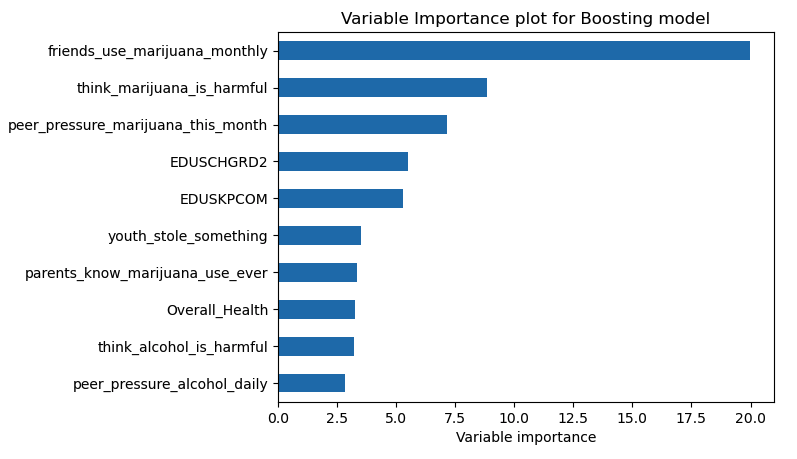 Variable Importance plot for Boosting model
friends_use_marijuana_monthly
think_marijuana_is_harmful
peer_pressure_marijuana_this_month
EDUSCHGRD2
EDUSKPCOM
youth_stole_something
parents_know_marijuana_use_ever
Overall_Health
think_alcohol_is_harmful
peer_pressure_alcohol_daily
0.0 2.5 5.0 7.5 10.0 12.5 15.0 17.5 20.0
Variable importance